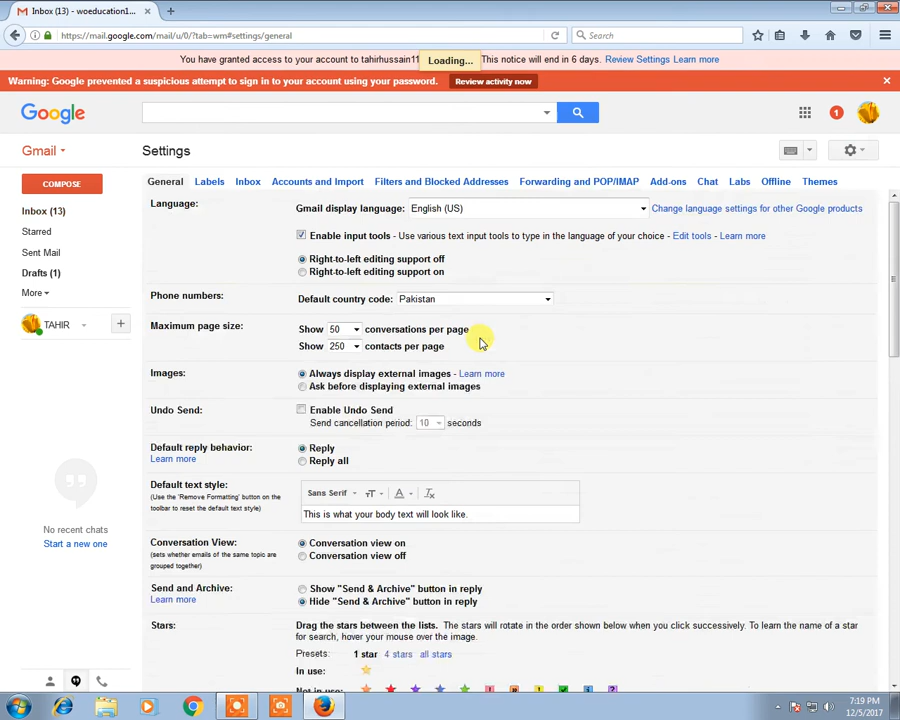 Inbox (13) - woeducation1...
https://mail.google.com/mail/u/0/?tab=wm#settings/general
Search
You have granted access to your account to tahirhussain11
Loading...
This notice will end in 6 days. Review Settings Learn more
Warning: Google prevented a suspicious attempt to sign in to your account using your password. Review activity now
Google
1
Gmail
Settings
COMPOSE
General Labels Inbox Accounts and Import Filters and Blocked Addresses Forwarding and POP/IMAP Add-ons Chat Labs Offline Themes
Inbox (13)
Starred
Sent Mail
Drafts (1)
More
TAHIR
No recent chats
Start a new one
Language:
Gmail display language: English (US) Change language settings for other Google products
Enable input tools - Use various text input tools to type in the language of your choice - Edit tools - Learn more
Right-to-left editing support off
Right-to-left editing support on
Phone numbers: Default country code: Pakistan
Maximum page size: Show 50 conversations per page
Show 250 contacts per page
Images: Always display external images - Learn more
Ask before displaying external images
Undo Send: Enable Undo Send
Send cancellation period: 10 seconds
Default reply behavior: Reply
Learn more
Reply all
Default text style:
(Use the 'Remove Formatting' button on the toolbar to reset the default text style)
Sans Serif
This is what your body text will look like.
Conversation View: Conversation view on
(sets whether emails of the same topic are grouped together)
Conversation view off
Send and Archive: Show "Send & Archive" button in reply
Learn more
Hide "Send & Archive" button in reply
Stars: Drag the stars between the lists. The stars will rotate in the order shown below when you click successively. To learn the name of a star
for search, hover your mouse over the image.
Presets: 1 star 4 stars all stars
In use:
Not in use:
7:19 PM
12/5/2017